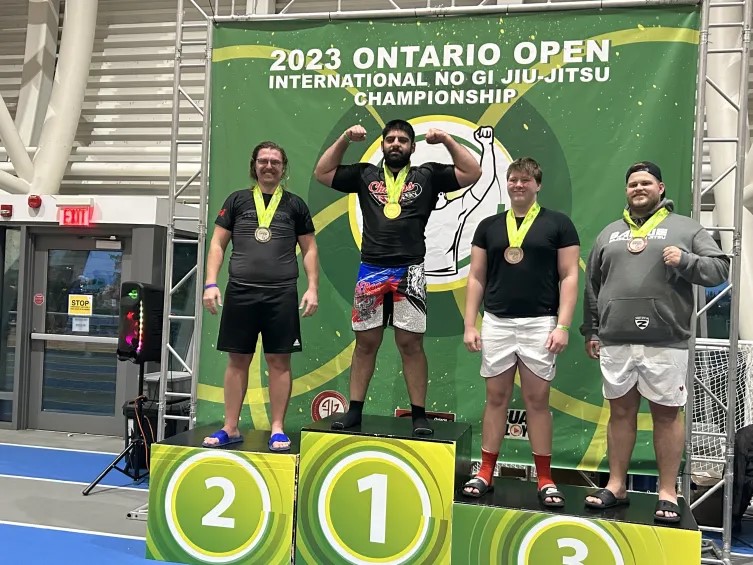 2023 ONTARIO OPEN
INTERNATIONAL NO GI JIU-JITSU
CHAMPIONSHIP
EXIT
STOP
2
1
3